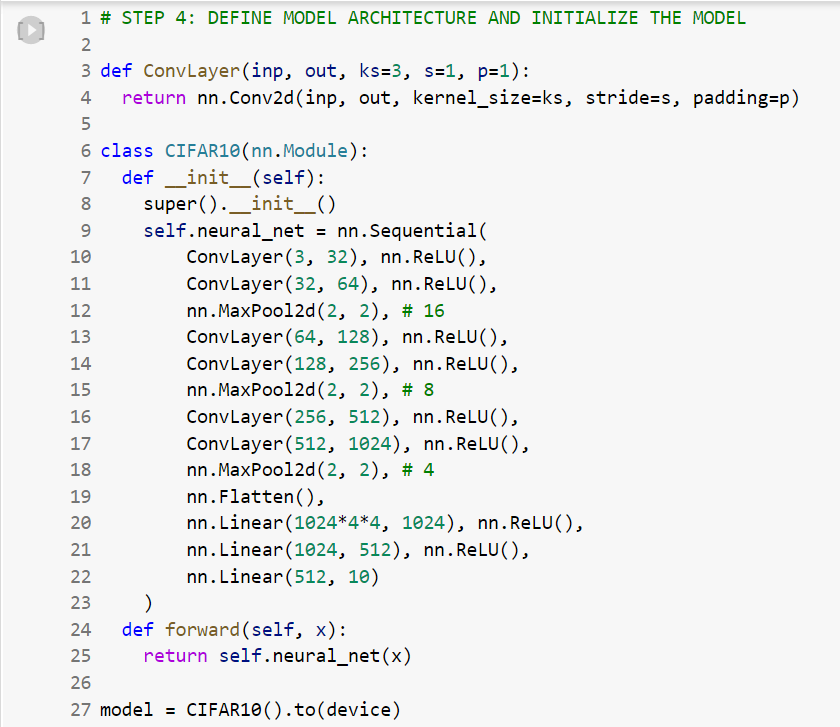 1 # STEP 4: DEFINE MODEL ARCHITECTURE AND INITIALIZE THE MODEL
2
3 def ConvLayer(inp, out, ks=3, s=1, p=1):
4   return nn.Conv2d(inp, out, kernel_size=ks, stride=s, padding=p)
5
6 class CIFAR10(nn.Module):
7   def __init__(self):
8     super().__init__()
9     self.neural_net = nn.Sequential(
10         ConvLayer(3, 32), nn.ReLU(),
11         ConvLayer(32, 64), nn.ReLU(),
12         nn.MaxPool2d(2, 2), # 16
13         ConvLayer(64, 128), nn.ReLU(),
14         ConvLayer(128, 256), nn.ReLU(),
15         nn.MaxPool2d(2, 2), # 8
16         ConvLayer(256, 512), nn.ReLU(),
17         ConvLayer(512, 1024), nn.ReLU(),
18         nn.MaxPool2d(2, 2), # 4
19         nn.Flatten(),
20         nn.Linear(1024*4*4, 1024), nn.ReLU(),
21         nn.Linear(1024, 512), nn.ReLU(),
22         nn.Linear(512, 10)
23     )
24   def forward(self, x):
25     return self.neural_net(x)
26
27 model = CIFAR10().to(device)